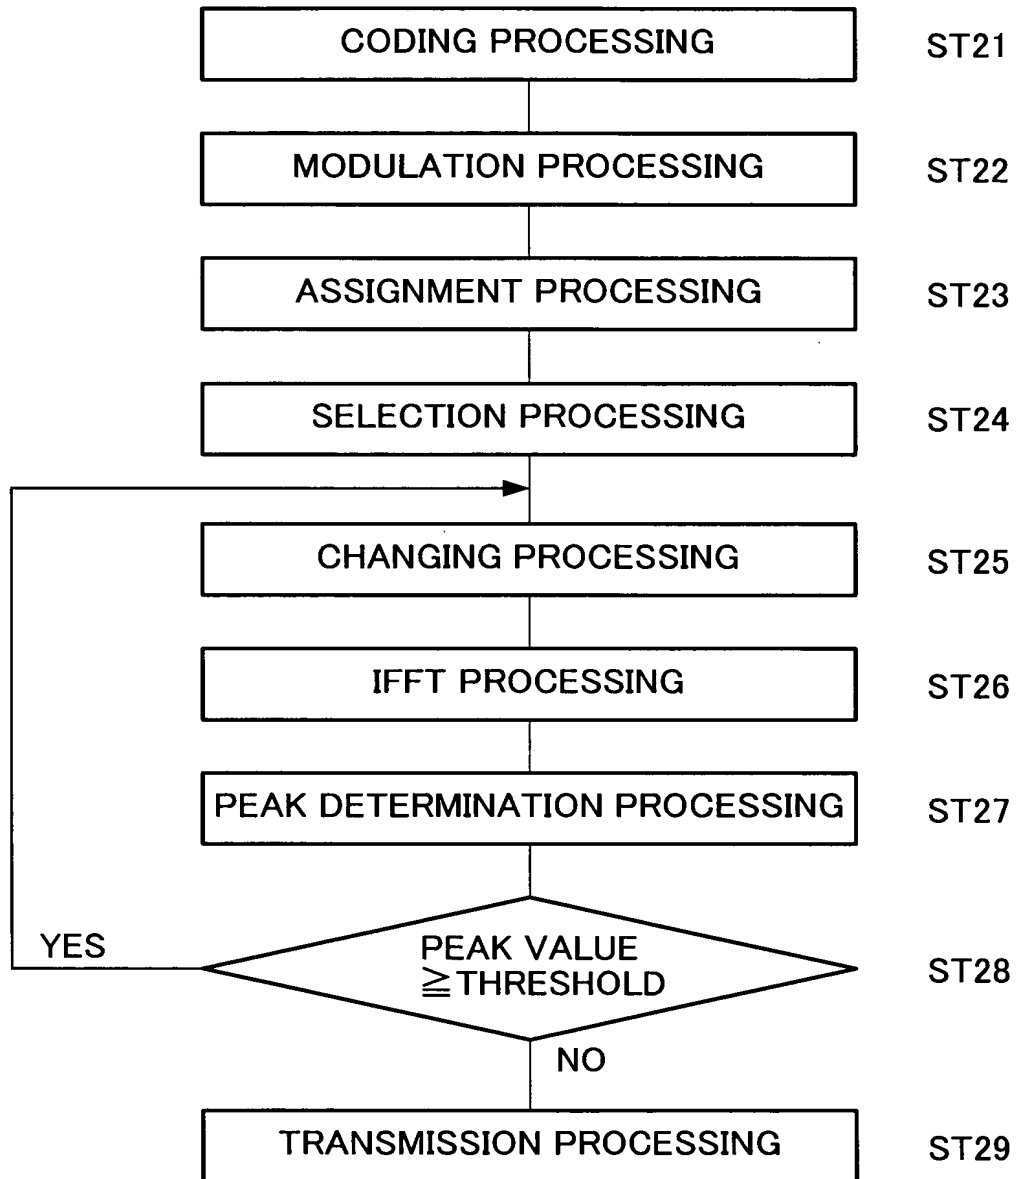 CODING PROCESSING ST21
MODULATION PROCESSING ST22
ASSIGNMENT PROCESSING ST23
SELECTION PROCESSING ST24
CHANGING PROCESSING ST25
IFFT PROCESSING ST26
PEAK DETERMINATION PROCESSING ST27
YES
PEAK VALUE
≧THRESHOLD ST28
NO
TRANSMISSION PROCESSING ST29